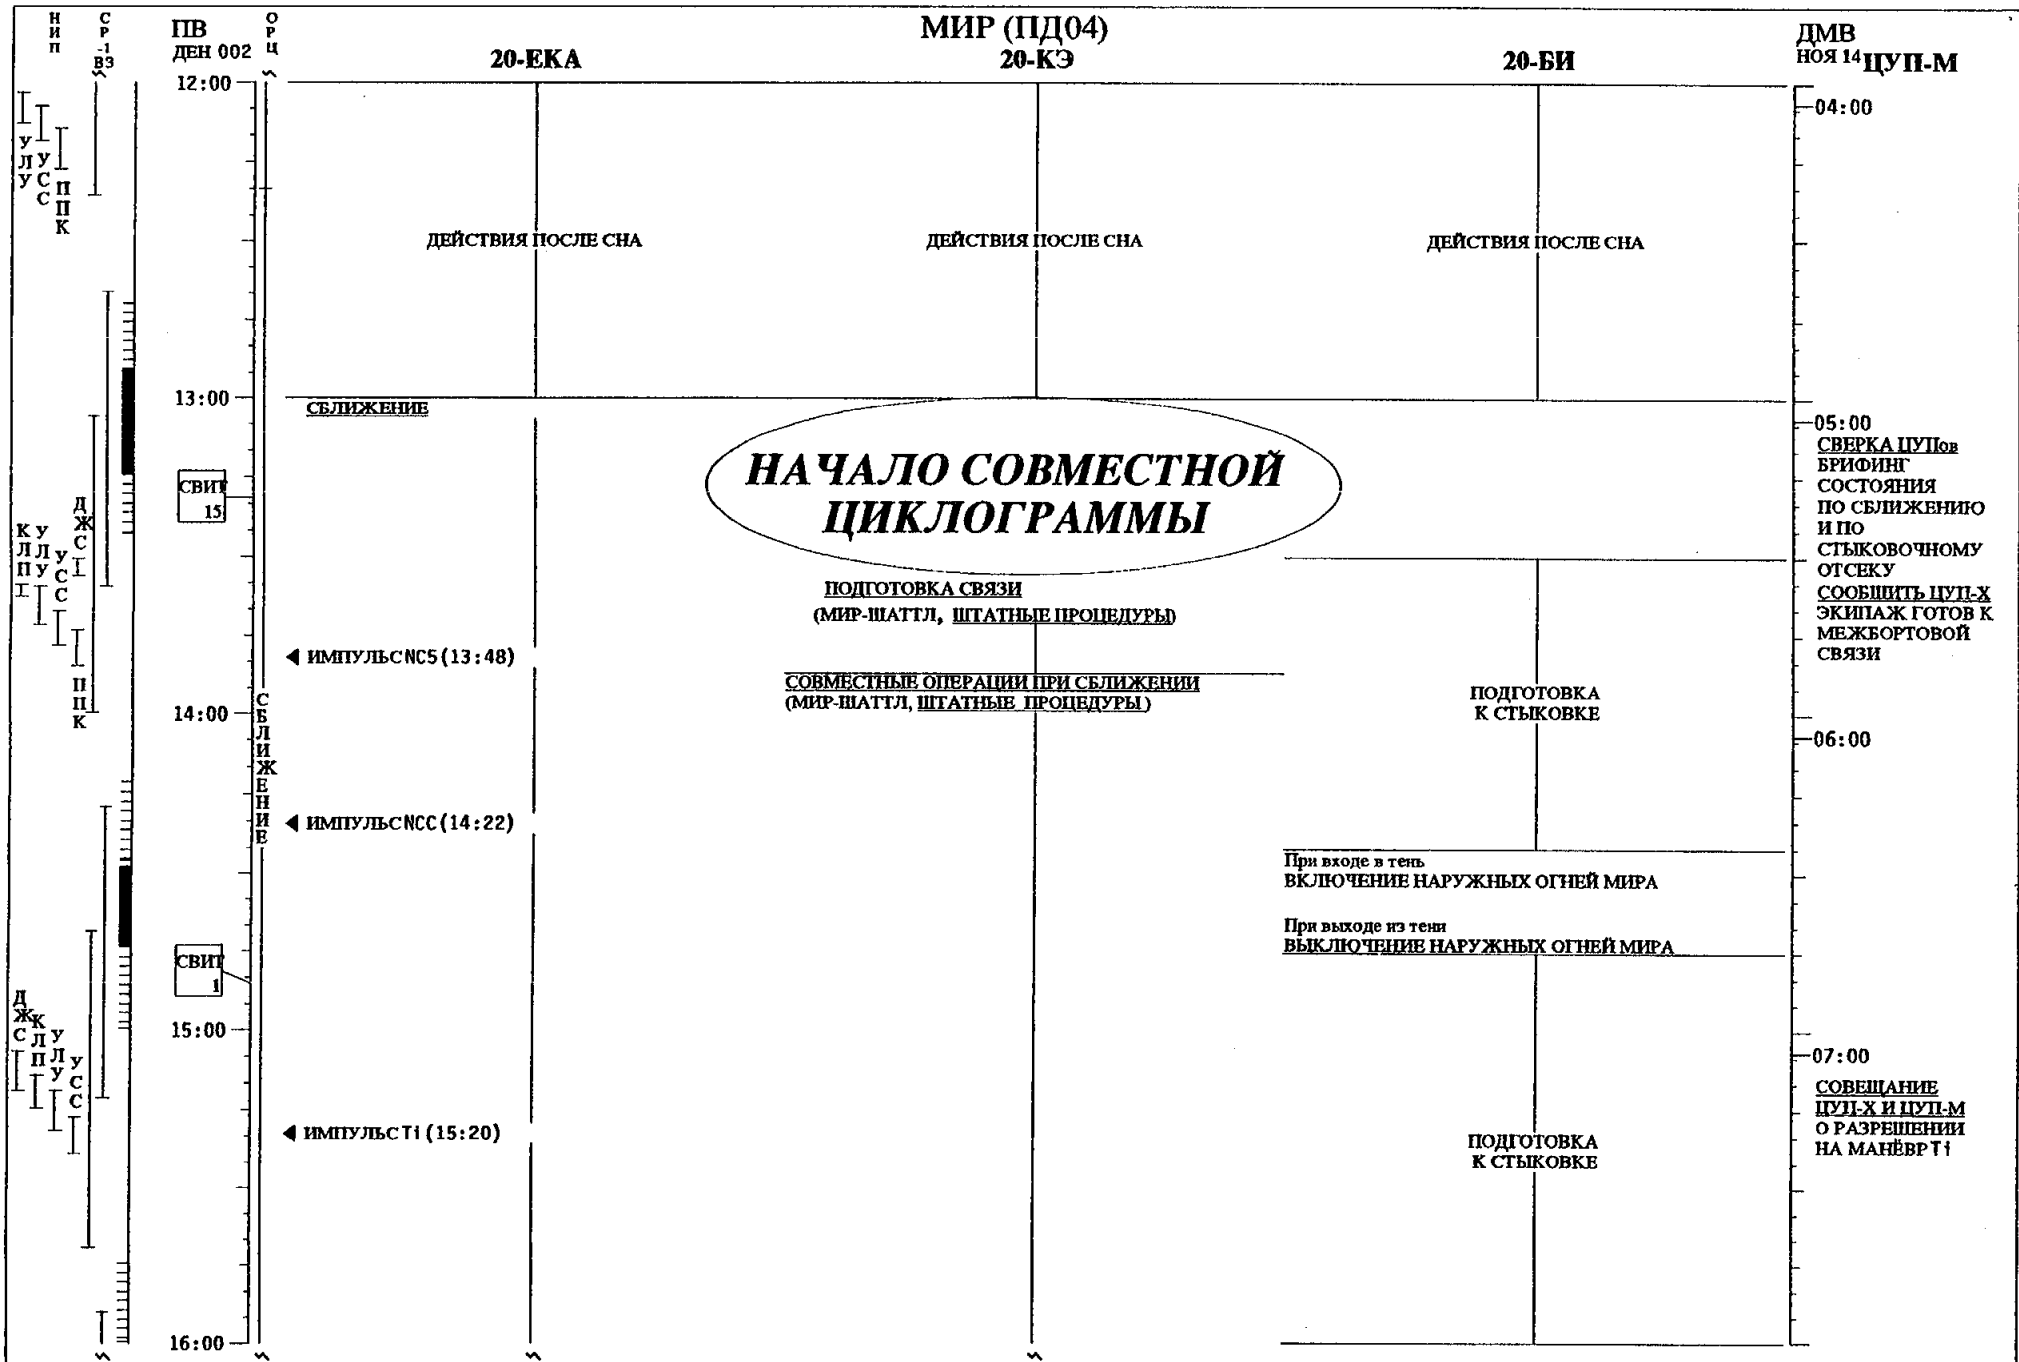 МИР (ПД04)
НИП
СР-1
ВЗ
ПВ
ДЕН 002
ОРЦ
20-ЕКА
20-КЭ
20-БИ
ДМВ
НОЯ 14 ЦУП-М
12:00
04:00
УЛУ
УСС
ППК
ДЕЙСТВИЯ ПОСЛЕ СНА
ДЕЙСТВИЯ ПОСЛЕ СНА
ДЕЙСТВИЯ ПОСЛЕ СНА
13:00
СБЛИЖЕНИЕ
05:00
НАЧАЛО СОВМЕСТНОЙ
ЦИКЛОГРАММЫ
СВЕРКА ЦУПов
БРИФИНГ
СОСТОЯНИЯ
ПО СБЛИЖЕНИЮ
И ПО
СТЫКОВОЧНОМУ
ОТСЕКУ
СООБШИТЬ ЦУП-Х
ЭКИПАЖ ГОТОВ К
МЕЖБОРТОВОЙ
СВЯЗИ
СВИТ
15
КЛП
УЛУ
УСС
ДЖС
ППК
ПОДГОТОВКА СВЯЗИ
(МИР-ШАТТЛ, ШТАТНЫЕ ПРОЦЕДУРЫ)
ИМПУЛЬС NC5 (13:48)
СОВМЕСТНЫЕ ОПЕРАЦИИ ПРИ СБЛИЖЕНИИ
(МИР-ШАТТЛ, ШТАТНЫЕ ПРОЦЕДУРЫ)
ПОДГОТОВКА
К СТЫКОВКЕ
14:00
СБЛИЖЕНИЕ
06:00
ИМПУЛЬС NCC (14:22)
При входе в тень
ВКЛЮЧЕНИЕ НАРУЖНЫХ ОГНЕЙ МИРА
При выходе из тени
ВЫКЛЮЧЕНИЕ НАРУЖНЫХ ОГНЕЙ МИРА
СВИТ
1
ДЖС
КЛП
УЛУ
УСС
15:00
07:00
СОВЕЩАНИЕ
ЦУП-Х И ЦУП-М
О РАЗРЕШЕНИИ
НА МАНЁВР Ti
ИМПУЛЬС Ti (15:20)
ПОДГОТОВКА
К СТЫКОВКЕ
16:00